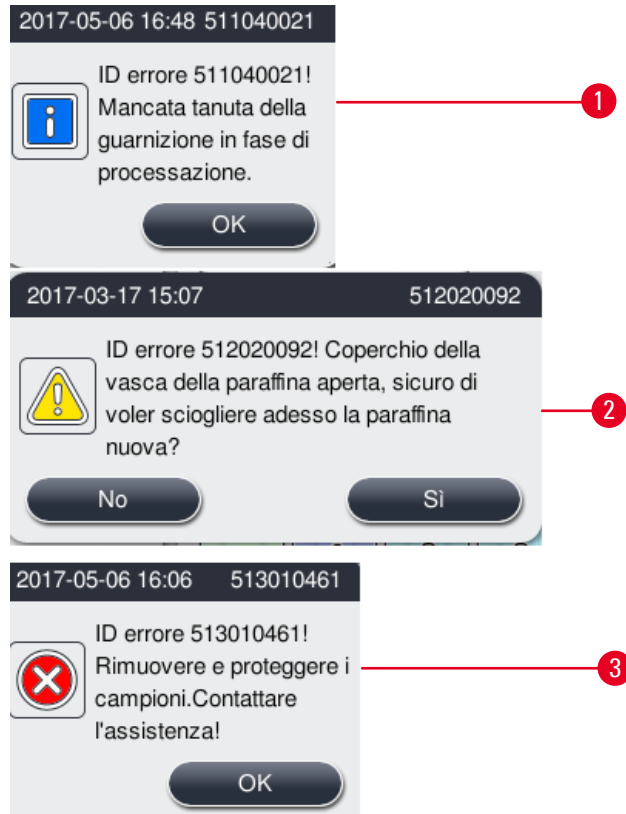 2017-05-06 16:48 511040021
ID errore 511040021!
Mancata tanuta della
guarnizione in fase di
processazione.
OK
1
2017-03-17 15:07 512020092
ID errore 512020092! Coperchio della
vasca della paraffina aperta, sicuro di
voler sciogliere adesso la paraffina
nuova?
No Sì
2
2017-05-06 16:06 513010461
ID errore 513010461!
Rimuovere e proteggere i
campioni.Contattare
l'assistenza!
OK
3